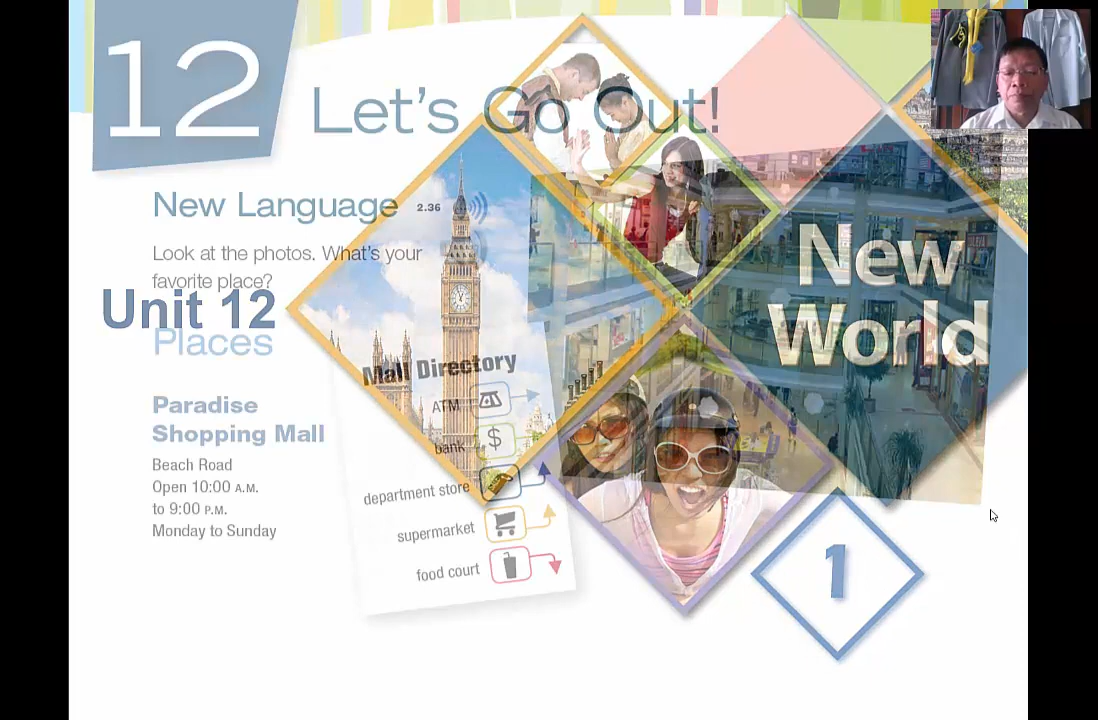 12
Let's Go Out!
New Language 2.36
Look at the photos. What's your
favorite place?
Unit 12
Places
Paradise
Shopping Mall
Beach Road
Open 10:00 A.M.
to 9:00 P.M.
Monday to Sunday
Mall Directory
ATM
bank
$
department store
supermarket
food court
New
World
1